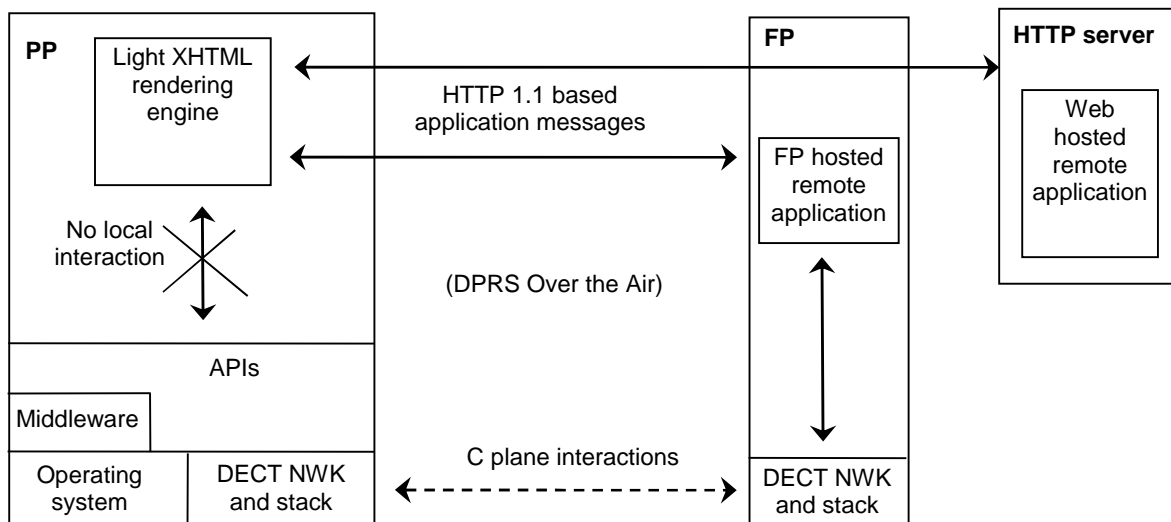 PP
Light XHTML
rendering
engine
HTTP 1.1 based
application messages
FP
HTTP server
Web
hosted
remote
application
FP hosted
remote
application
No local
interaction
(DPRS Over the Air)
APIs
Middleware
Operating
system
DECT NWK
and stack
C plane interactions
DECT NWK
and stack